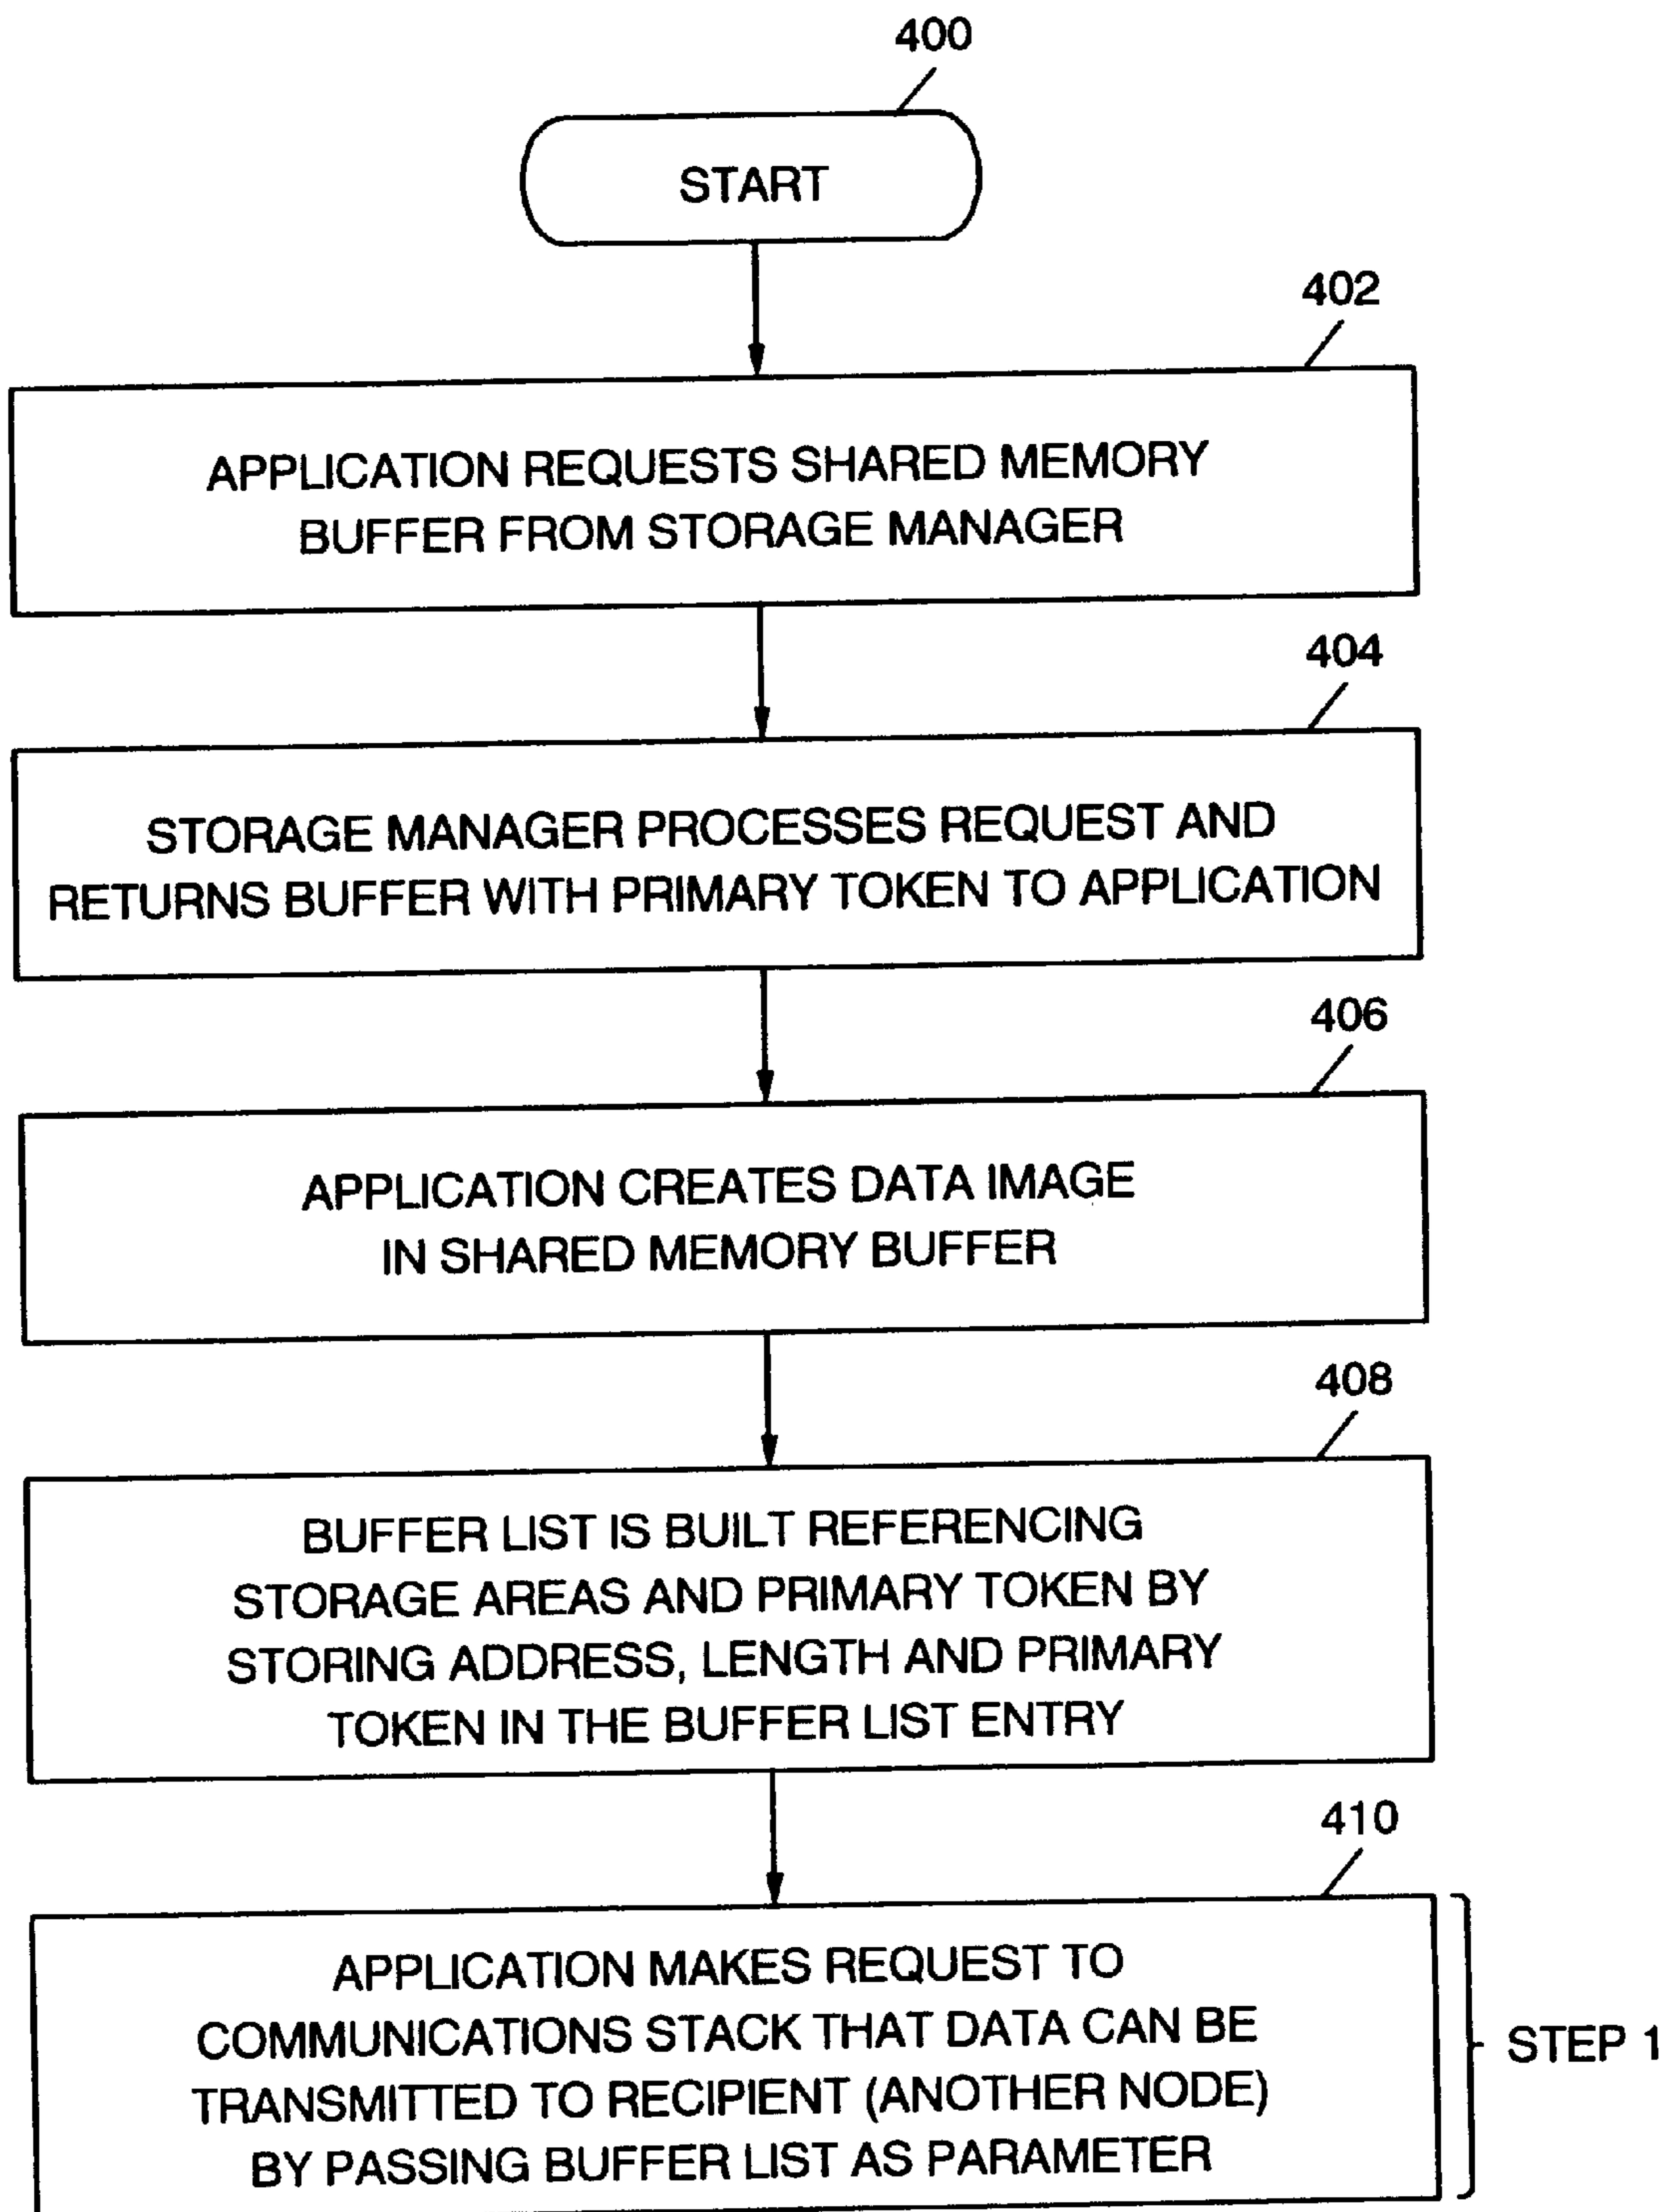 400
START
402
APPLICATION REQUESTS SHARED MEMORY
BUFFER FROM STORAGE MANAGER
404
STORAGE MANAGER PROCESSES REQUEST AND
RETURNS BUFFER WITH PRIMARY TOKEN TO APPLICATION
406
APPLICATION CREATES DATA IMAGE
IN SHARED MEMORY BUFFER
408
BUFFER LIST IS BUILT REFERENCING
STORAGE AREAS AND PRIMARY TOKEN BY
STORING ADDRESS, LENGTH AND PRIMARY
TOKEN IN THE BUFFER LIST ENTRY
410
APPLICATION MAKES REQUEST TO
COMMUNICATIONS STACK THAT DATA CAN BE
TRANSMITTED TO RECIPIENT (ANOTHER NODE)
BY PASSING BUFFER LIST AS PARAMETER
STEP 1